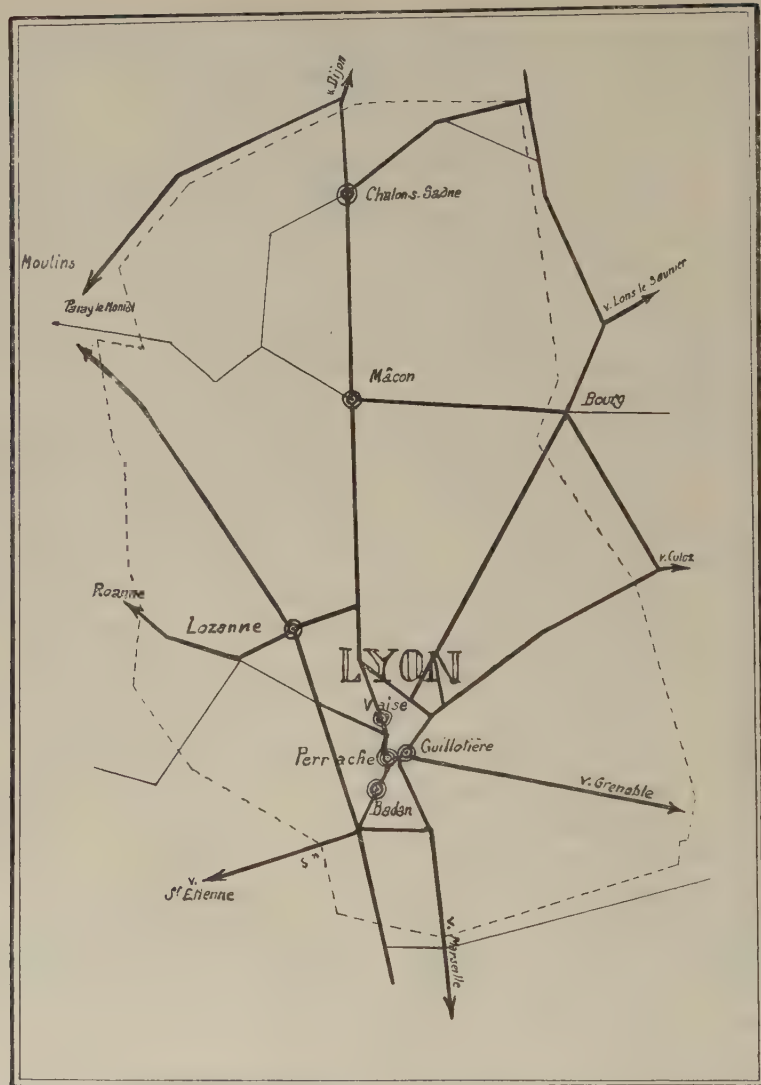 v. Dijon
Chalon-s-Saône
Moulins
Paray le Monial
v. Lons le Saunier
Mâcon
Bourg
v. Culoz
Roanne
Lozanne
LYON
Vaise
Perrache
Guillotière
v. Grenoble
Badan
v.
St Etienne
v. Marseille